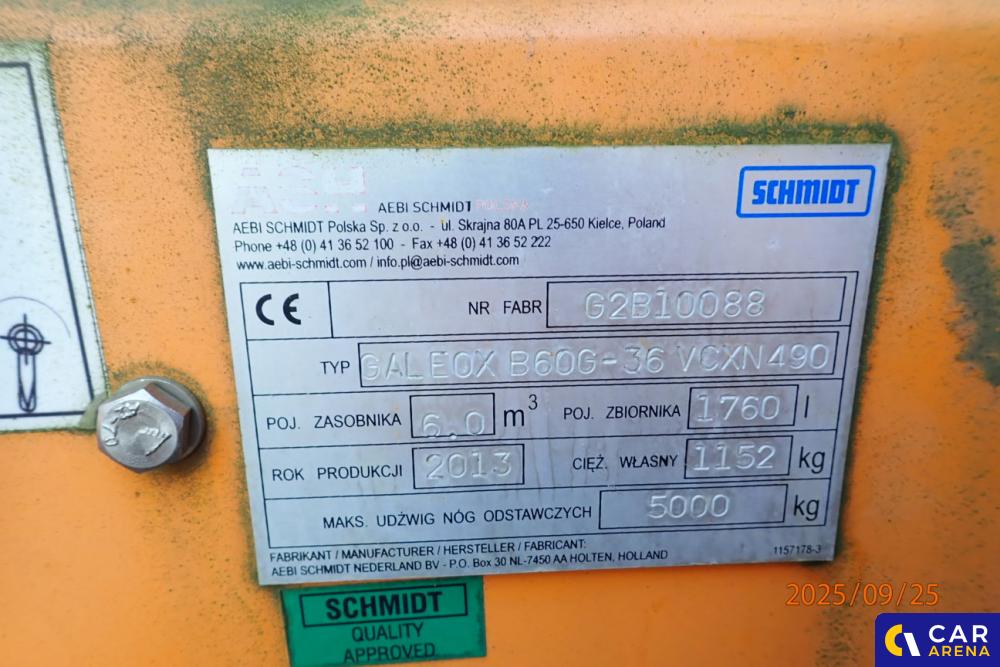 ASH
AEBI SCHMIDT POLSKA
SCHMIDT
AEBI SCHMIDT Polska Sp. z o.o. - ul. Skrajna 80A PL 25-650 Kielce, Poland
Phone +48 (0) 41 36 52 100 - Fax +48 (0) 41 36 52 222
www.aebi-schmidt.com / info.pl@aebi-schmidt.com
CE NR FABR G2B10088
TYP GALEOX B60G-36 VCXN490
POJ. ZASOBNIKA 6.0 m³ POJ. ZBIORNIKA 1760 l
ROK PRODUKCJI 2013 CIĘŻ. WŁASNY 1152 kg
MAKS. UDŹWIG NÓG ODSTAWCZYCH 5000 kg
FABRIKANT / MANUFACTURER / HERSTELLER / FABRICANT:
AEBI SCHMIDT NEDERLAND BV - P.O. Box 30 NL-7450 AA HOLTEN, HOLLAND
1157178-3
SCHMIDT
QUALITY
APPROVED
2025/09/25
CAR
ARENA